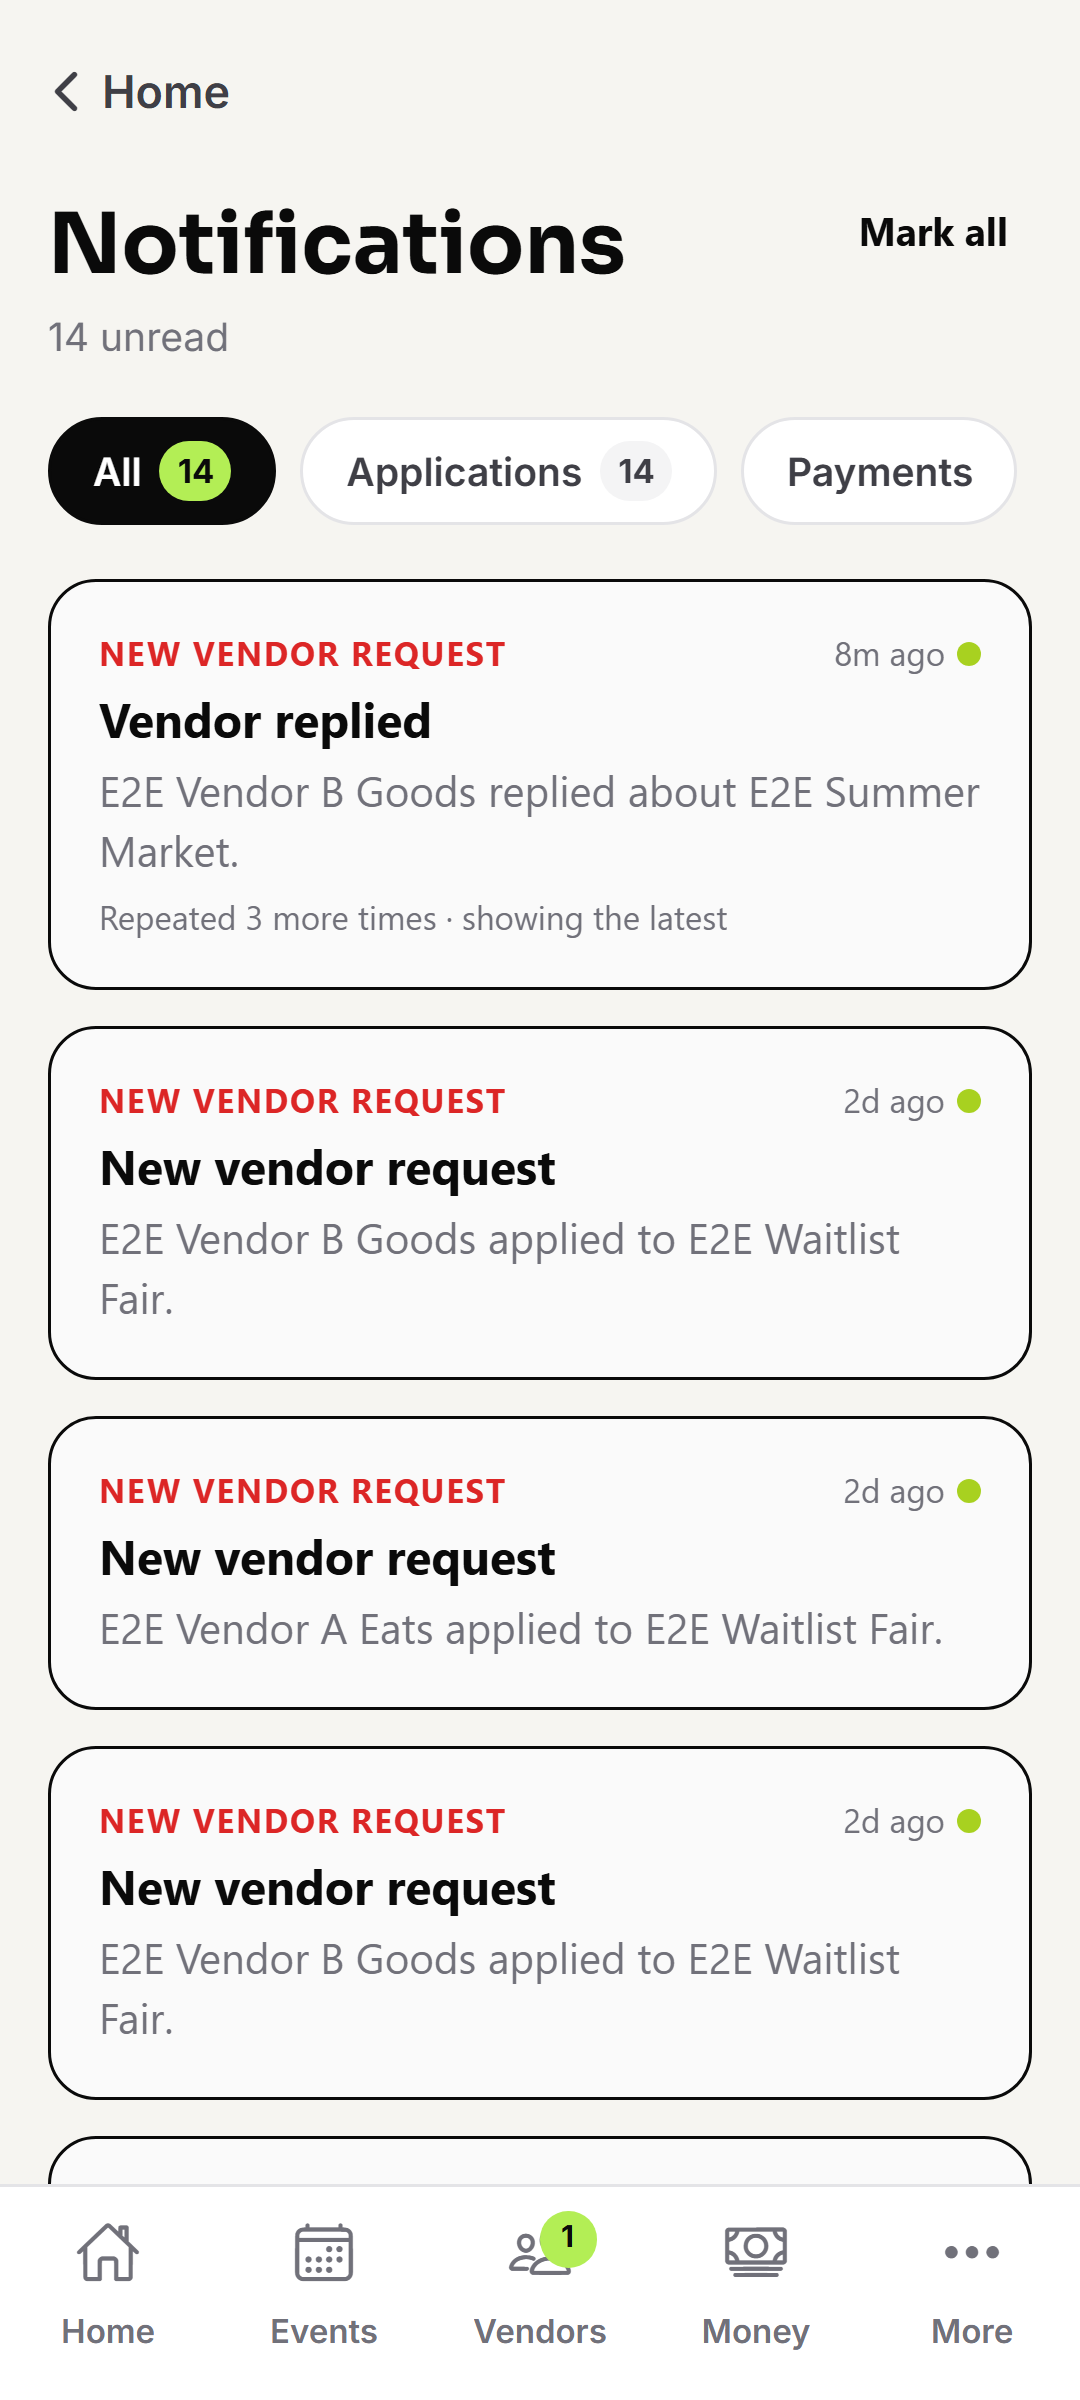 Home
Notifications
Mark all
14 unread
All 14
Applications 14
Payments
NEW VENDOR REQUEST
8m ago
Vendor replied
E2E Vendor B Goods replied about E2E Summer
Market.
Repeated 3 more times · showing the latest
NEW VENDOR REQUEST
2d ago
New vendor request
E2E Vendor B Goods applied to E2E Waitlist
Fair.
NEW VENDOR REQUEST
2d ago
New vendor request
E2E Vendor A Eats applied to E2E Waitlist Fair.
NEW VENDOR REQUEST
2d ago
New vendor request
E2E Vendor B Goods applied to E2E Waitlist
Fair.
1
Home
Events
Vendors
Money
More